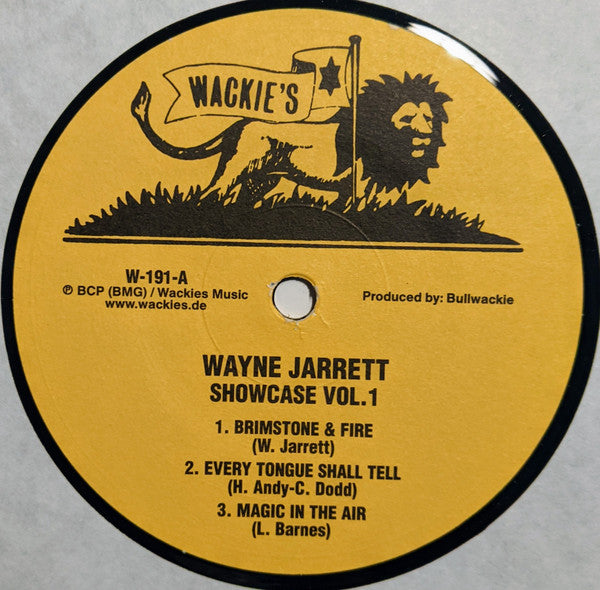 WACKIE'S
W-191-A
℗ BCP (BMG) / Wackies Music
www.wackies.de
Produced by: Bullwackie
WAYNE JARRETT
SHOWCASE VOL.1
1. BRIMSTONE & FIRE
(W. Jarrett)
2. EVERY TONGUE SHALL TELL
(H. Andy-C. Dodd)
3. MAGIC IN THE AIR
(L. Barnes)